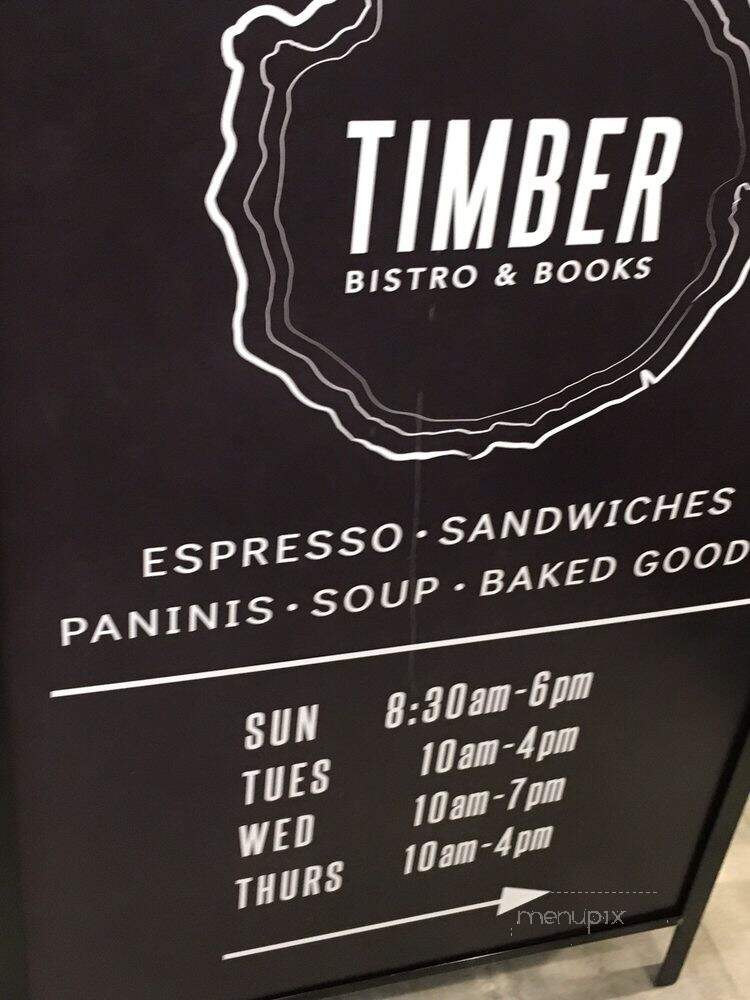 TIMBER
BISTRO & BOOKS
ESPRESSO · SANDWICHES
PANINIS · SOUP · BAKED GOOD
SUN 8:30am-6pm
TUES 10am-4pm
WED 10am-7pm
THURS 10am-4pm
menupix